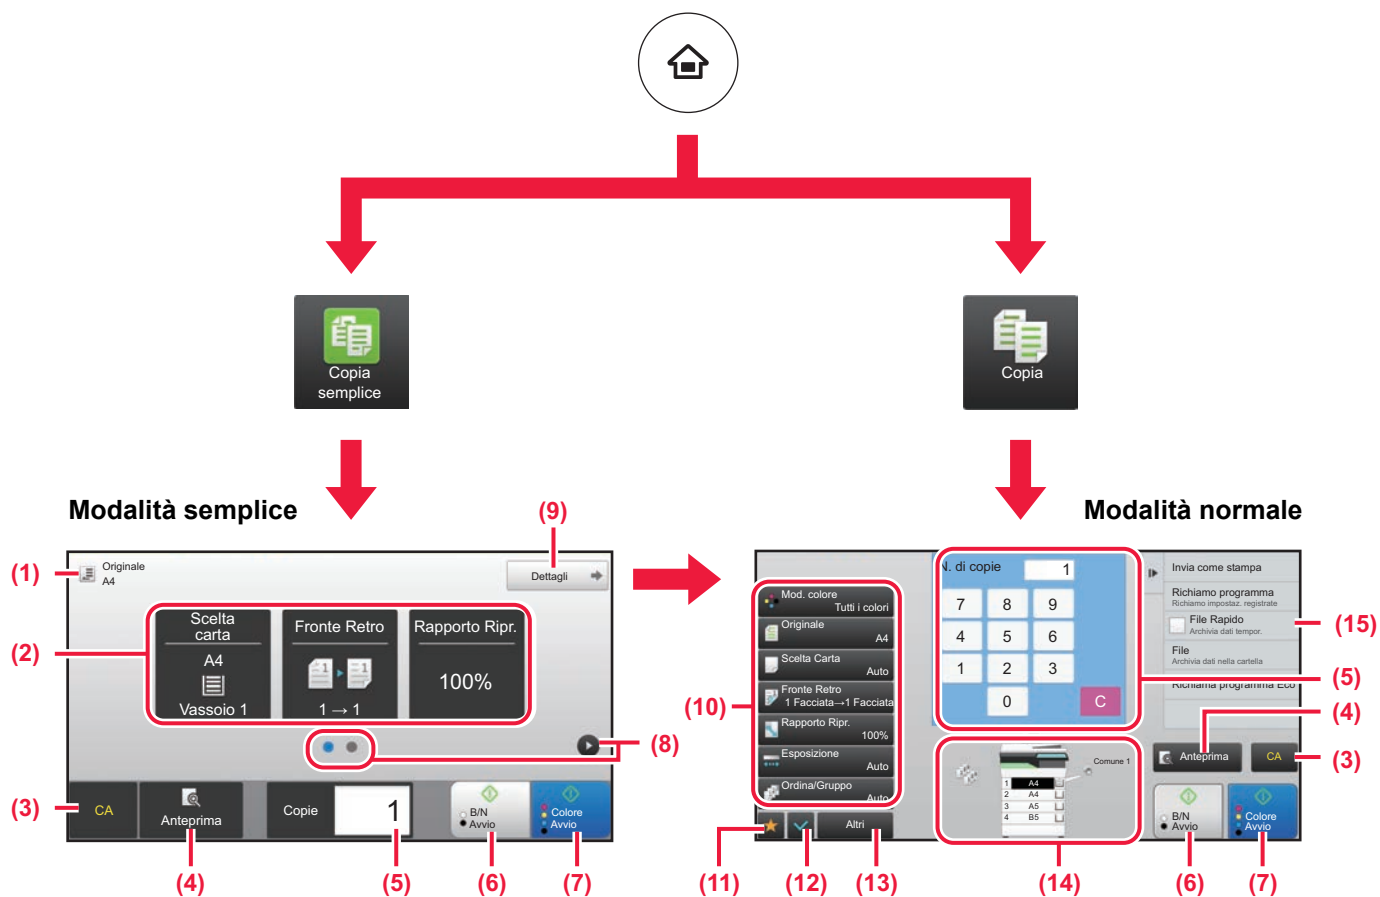 Copia
semplice
Copia
Modalità semplice
(9)
Modalità normale
(1)
Originale
A4
Dettagli
(2)
Scelta
carta
A4
Vassoio 1
Fronte Retro
1
1
1 → 1
Rapporto Ripr.
100%
(8)
(3)
CA
Anteprima
Copie
1
B/N
Avvio
Colore
Avvio
(4)
(5)
(6)
(7)
(10)
Mod. colore
Tutti i colori
Originale
A4
Scelta Carta
Auto
Fronte Retro
1 Facciata→1 Facciata
Rapporto Ripr.
100%
Esposizione
Auto
Ordina/Gruppo
Auto
Altri
(11)
(12)
(13)
N. di copie
1
7 8 9
4 5 6
1 2 3
0 C
Comune 1
1 A4
2 A4
3 A5
4 B5
(14)
Invia come stampa
Richiamo programma
Richiamo impostaz. registrate
File Rapido
Archivia dati tempor.
File
Archivia dati nella cartella
Richiama programma Eco
(15)
(5)
(4)
Anteprima
CA
(3)
B/N
Avvio
Colore
Avvio
(6)
(7)